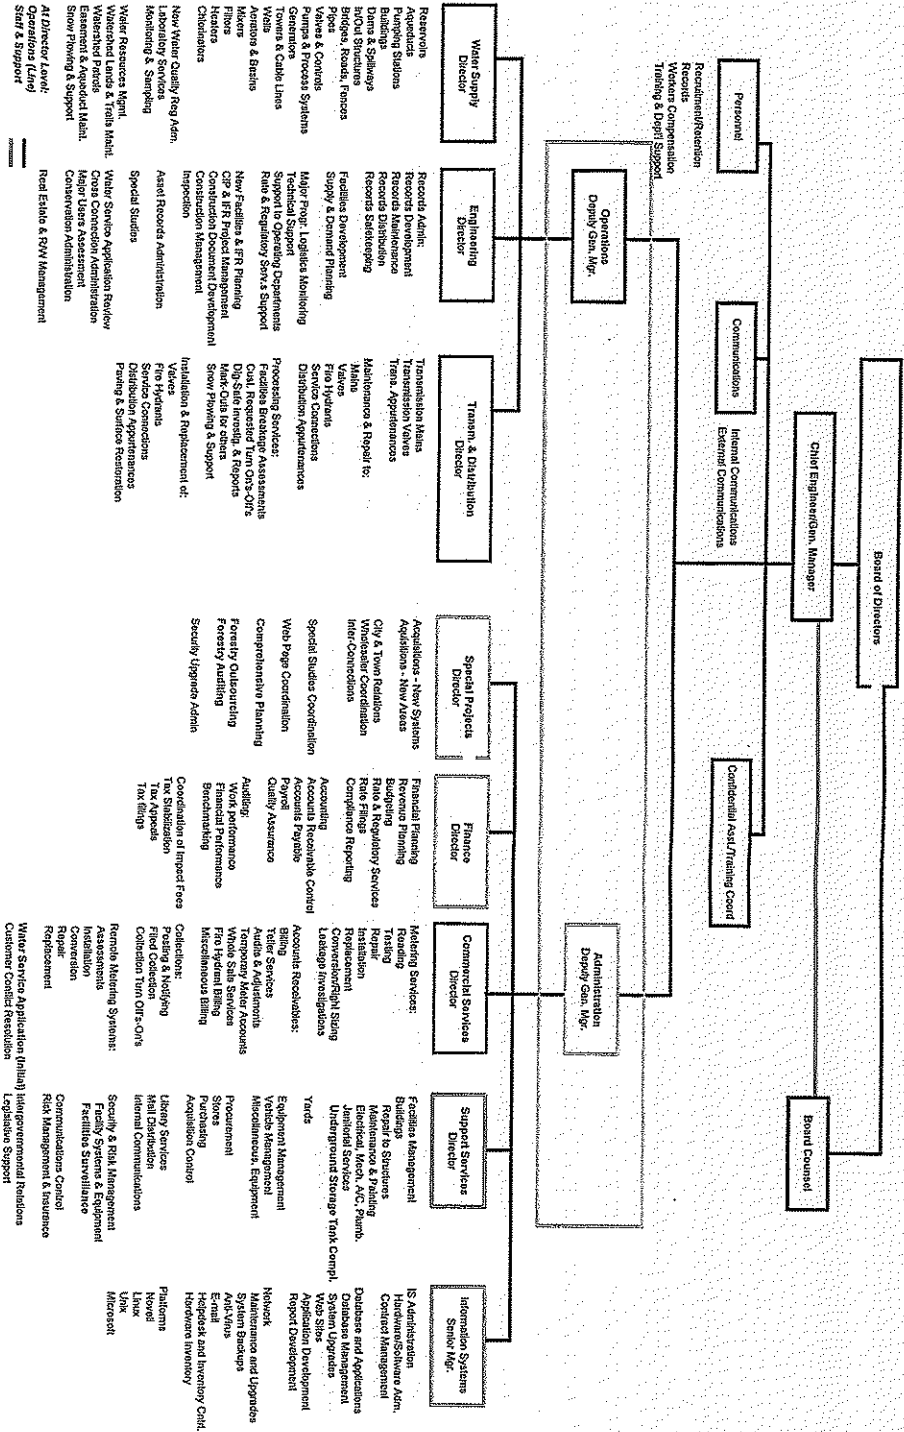 Board of Directors
Chief Engineer/Gen. Manager
Board Counsel
Personnel
Recruitment/Retention
Records
Workers Compensation
Training & Dept'l Support
Communications
Internal Communications
External Communications
Confidential Asst./Training Coord
Operations
Deputy Gen. Mgr.
Administration
Deputy Gen. Mgr.
Water Supply
Director
Reservoirs
Aqueducts
Pumping Stations
Buildings
Dams & Spillways
In/Out Structures
Bridges, Roads, Fences
Pipes
Valves & Controls
Pumps & Process Systems
Generators
Towers & Cable Lines
Wells
Aerators & Basins
Mixers
Filters
Heaters
Chlorinators
New Water Quality Reg Adm.
Laboratory Services
Monitoring & Sampling
Water Resources Mgmt.
Watershed Lands & Trails Maint.
Watershed Patrols
Easement & Aqueduct Maint.
Snow Plowing & Support
Engineering
Director
Records Admin:
Records Development
Records Maintenance
Records Distribution
Records Safekeeping
Facilities Development
Supply & Demand Planning
Major Progr. Logistics Monitoring
Technical Support
Support to Operating Departments
Rate & Regulatory Serv.s Support
New Facilities & IFR Planning
CIP & IFR Project Management
Construction Document Development
Construction Management
Inspection
Asset Records Administration
Special Studies
Water Service Application Review
Cross Connection Administration
Major Users Assessment
Conservation Administration
Real Estate & R/W Management
Transm. & Distribution
Director
Transmission Mains
Transmission Valves
Trans. Appurtenances
Maintenance & Repair to:
Mains
Valves
Fire Hydrants
Service Connections
Distribution Appurtenances
Processing Services:
Facilities Breakage Assessments
Cust. Requested Turn On's-Off's
Dig-Safe Investig. & Reports
Mark-Outs for others
Snow Plowing & Support
Installation & Replacement of:
Valves
Fire Hydrants
Service Connections
Distribution Appurtenances
Paving & Surface Restoration
Special Projects
Director
Acquisitions - New Systems
Aquisitions - New Areas
City & Town Relations
Wholesaler Coordination
Inter-Connections
Special Studies Coordination
Web Page Coordination
Comprehensive Planning
Forestry Outsourcing
Forestry Auditing
Security Upgrade Admin
Finance
Director
Financial Planning
Revenue Planning
Budgeting
Rate & Regulatory Services
Rate Filings
Compliance Reporting
Accounting
Accounts Receivable Control
Accounts Payable
Payroll
Quality Assurance
Auditing:
Work performance
Financial Performance
Benchmarking
Coordination of Impact Fees
Tax Stabilization
Tax Appeals
Tax filings
Commercial Services
Director
Metering Services:
Reading
Testing
Repair
Installation
Replacement
Conversion/Right Sizing
Leakage Investigations
Accounts Receivables:
Billing
Teller Services
Audits & Adjustments
Temporary Meter Accounts
Whole Sale Services
Fire Hydrant Billing
Miscellaneous Billing
Collections:
Posting & Notifying
Filed Collection
Collection Turn Off's-On's
Remote Metering Systems:
Assessments
Installation
Conversion
Repair
Replacement
Water Service Application (Initial)
Customer Conflict Resolution
Support Services
Director
Facilities Management
Buildings
Repair to Structures
Maintenance & Painting
Electrical, Mech. A/C, Plumb.
Janitorial Services
Underground Storage Tank Compl.
Yards
Equipment Management
Vehicle Management
Miscellaneous, Equipment
Procurement
Stores
Purchasing
Acquisition Control
Library Services
Mail Distribution
Internal Communications
Security & Risk Management
Facility Systems & Equipment
Facilities Surveillance
Communications Control
Risk Management & Insurance
Intergovernmental Relations
Legislative Support
Information Systems
Senior Mgr.
IS Administration
Hardware/Software Adm.
Contract Management
Database and Applications
Database Management
System Upgrades
Web Sites
Application Development
Report Development
Network
Maintenance and Upgrades
System Backups
Anti-Virus
E-mail
Helpdesk and Inventory Cntrl.
Hardware Inventory
Platforms
Novell
Linux
Unix
Microsoft
At Director Level:
Operations (Line)
Staff & Support